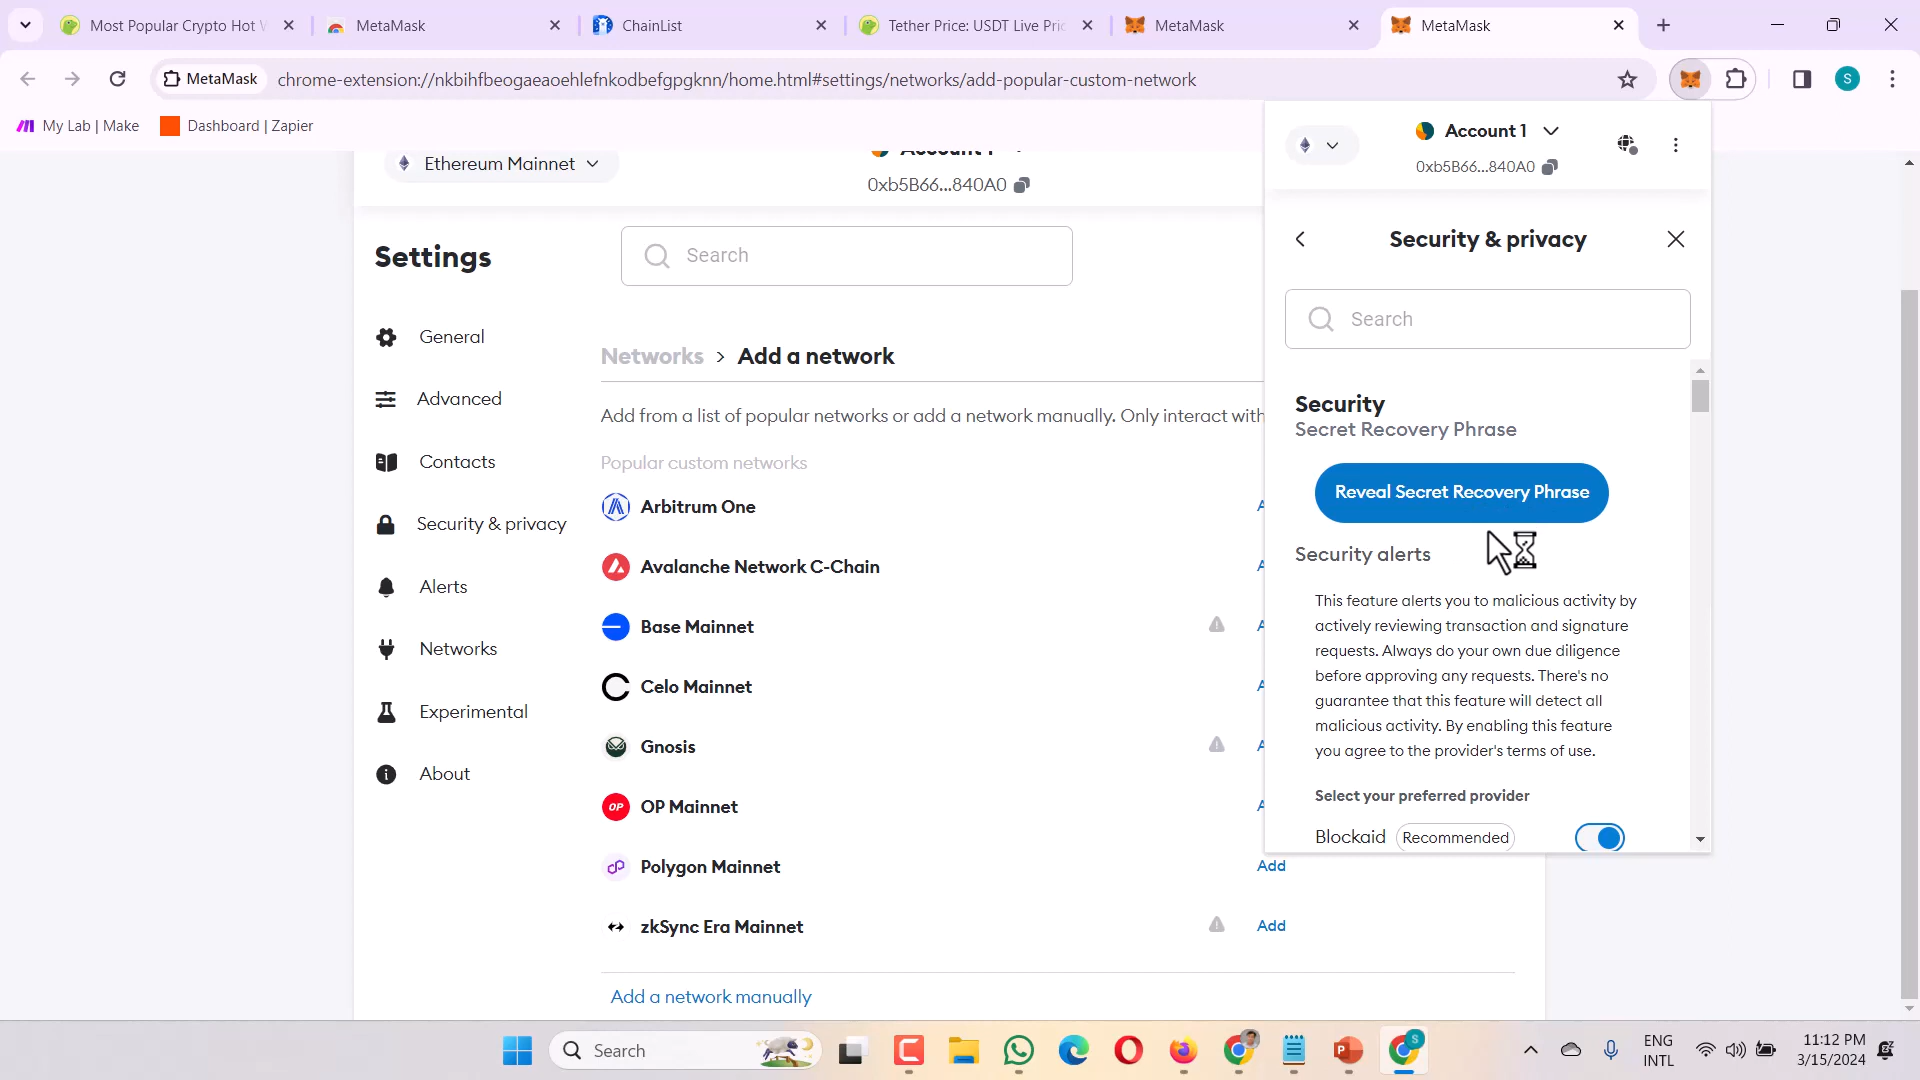 Most Popular Crypto Hot W
MetaMask
ChainList
Tether Price: USDT Live Pric
MetaMask
MetaMask
MetaMask
chrome-extension://nkbihfbeogaeaoehlefnkodbefgpgknn/home.html#settings/networks/add-popular-custom-network
S
My Lab | Make
Dashboard | Zapier
Ethereum Mainnet
Account 1
0xb5B66...840A0
Settings
Search
General
Advanced
Contacts
Security & privacy
Alerts
Networks
Experimental
About
Networks > Add a network
Add from a list of popular networks or add a network manually. Only interact with
Popular custom networks
Arbitrum One
Avalanche Network C-Chain
Base Mainnet
Celo Mainnet
Gnosis
OP Mainnet
Polygon Mainnet
Add
zkSync Era Mainnet
Add
Add a network manually
Account 1
0xb5B66...840A0
Security & privacy
Search
Security
Secret Recovery Phrase
Reveal Secret Recovery Phrase
Security alerts
This feature alerts you to malicious activity by
actively reviewing transaction and signature
requests. Always do your own due diligence
before approving any requests. There's no
guarantee that this feature will detect all
malicious activity. By enabling this feature
you agree to the provider's terms of use.
Select your preferred provider
Blockaid Recommended
Search
ENG
INTL
11:12 PM
3/15/2024